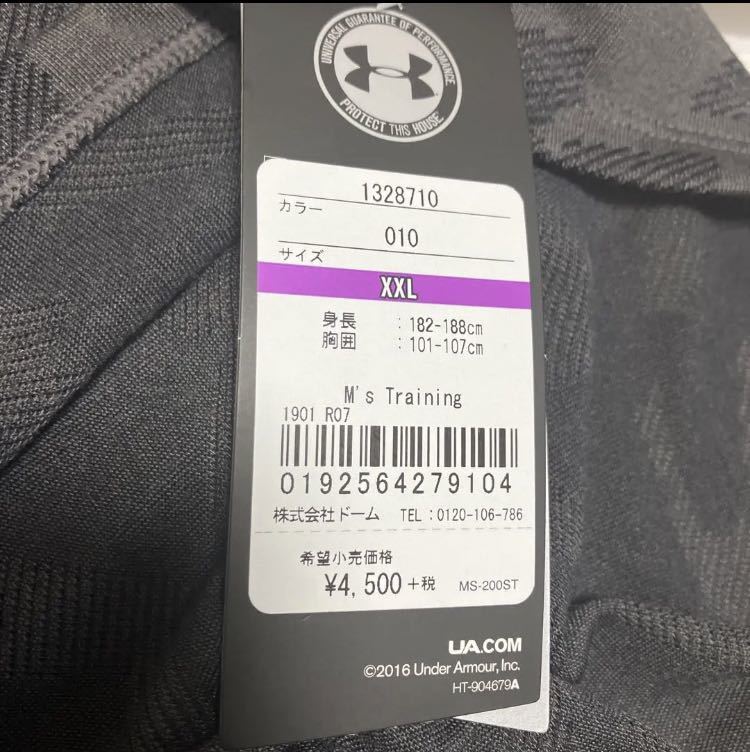 UNIVERSAL GUARANTEE OF PERFORMANCE
PROTECT THIS HOUSE
1328710
カラー
010
サイズ
XXL
身長 : 182-188cm
胸囲 : 101-107cm
M's Training
1901 R07
0192564279104
株式会社ドーム TEL : 0120-106-786
希望小売価格
¥4,500+税 MS-200ST
UA.COM
©2016 Under Armour, Inc.
HT-904679A